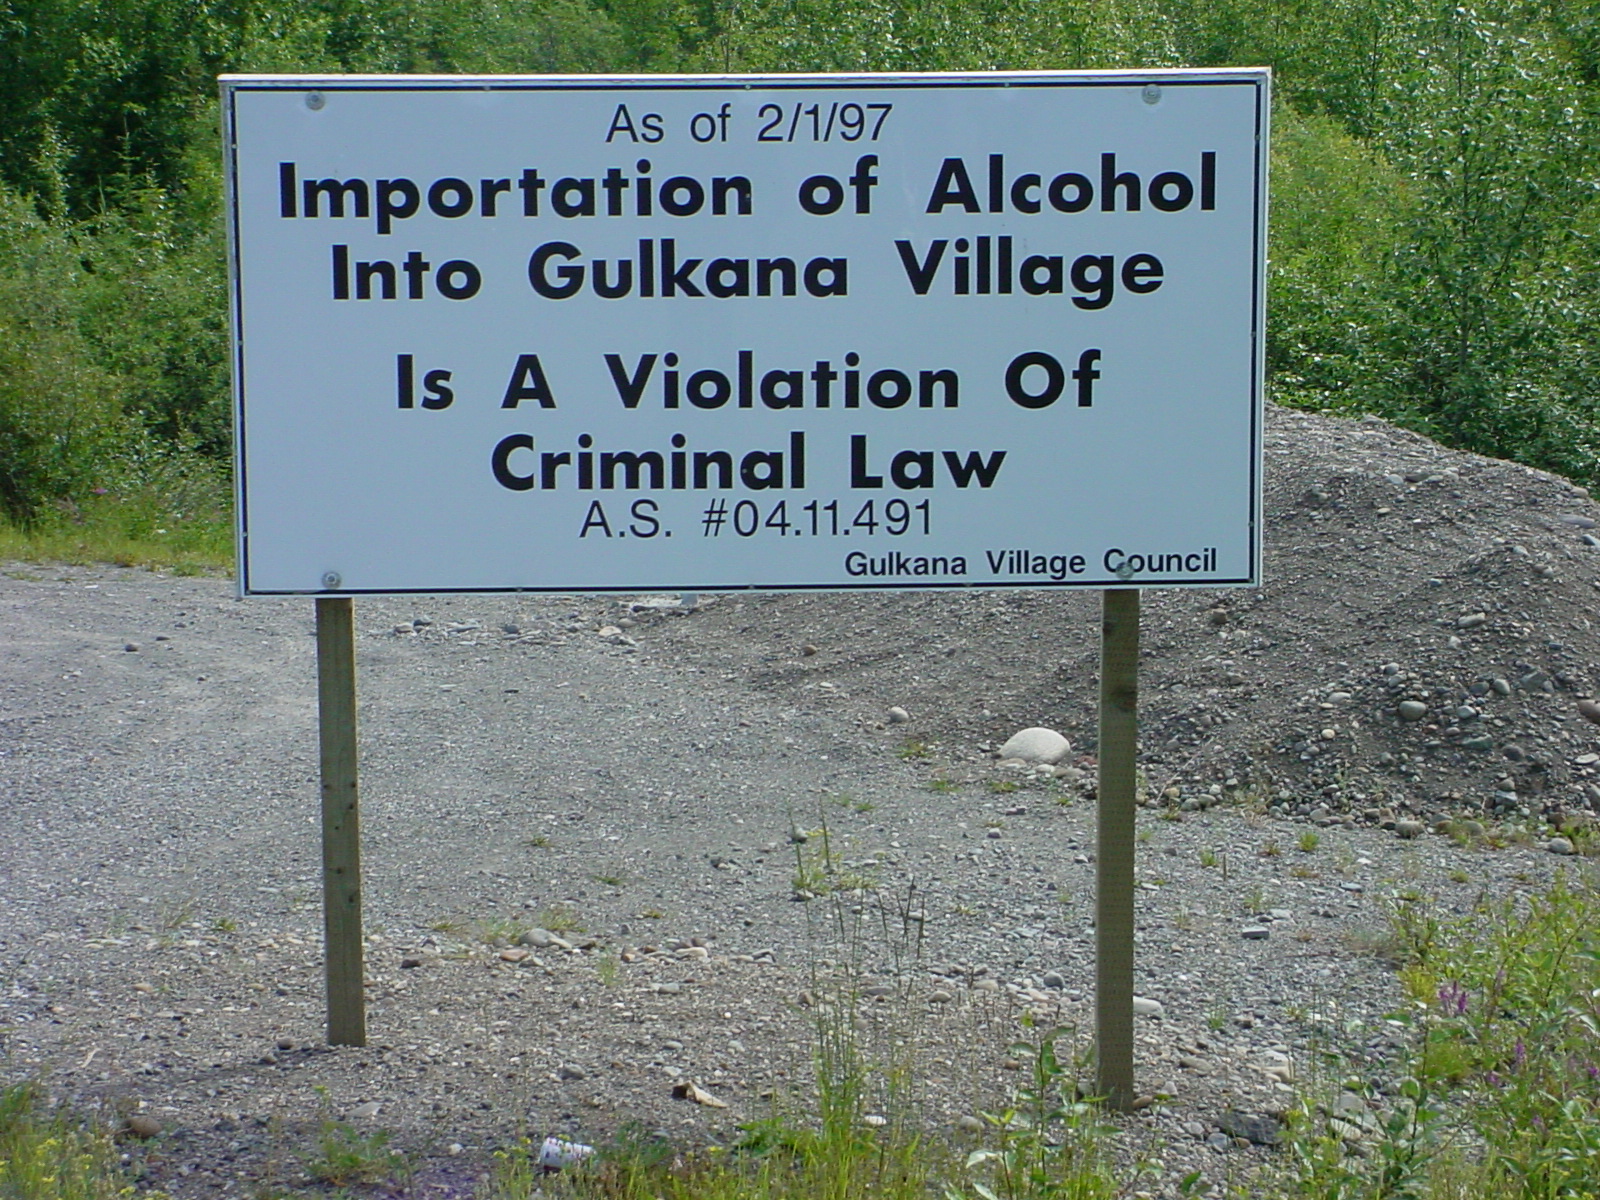 As of 2/1/97
Importation of Alcohol
Into Gulkana Village
Is A Violation Of
Criminal Law
A.S. #04.11.491
Gulkana Village Council